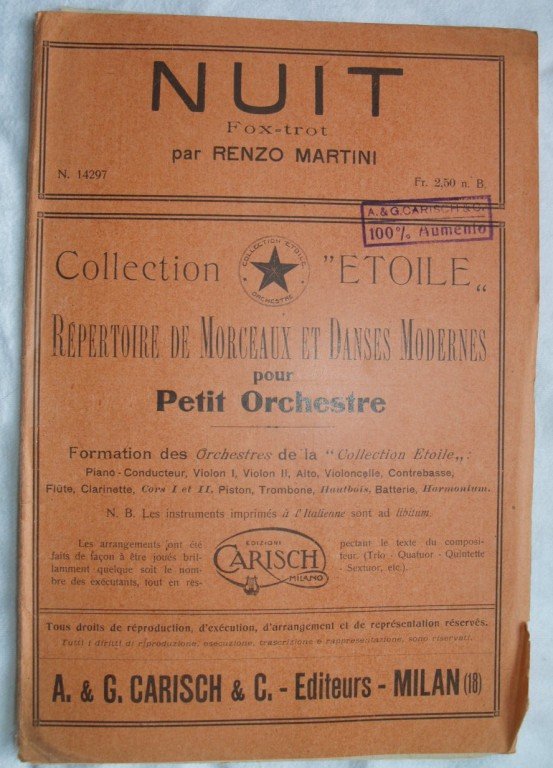 NUIT
Fox=trot
par RENZO MARTINI
N. 14297 Fr. 2,50 n. B.
A. & G. CARISCH & C.
100% Aumento
Collection "ETOILE„
COLLECTION ETOILE
ORCHESTRE
RÉPERTOIRE DE MORCEAUX ET DANSES MODERNES
pour
Petit Orchestre
Formation des Orchestres de la "Collection Etoile„:
Piano-Conducteur, Violon I, Violon II, Alto, Violoncelle, Contrebasse,
Flûte, Clarinette, Cors I et II, Piston, Trombone, Hautbois, Batterie, Harmonium.
N. B. Les instruments imprimés à l'Italienne sont ad libitum.
Les arrangements ont été
faits de façon à être joués bril-
lamment quelque soit le nom-
bre des exécutants, tout en res-
EDIZIONI
CARISCH
MILANO
pectant le texte du composi-
teur. (Trio - Quatuor - Quintette
- Sextuor, etc.).
Tous droits de réproduction, d'exécution, d'arrangement et de représentation réservés.
Tutti i diritti di riproduzione, esecuzione, trascrizione e rappresentazione, sono riservati.
A. & G. CARISCH & C. - Editeurs - MILAN (18)